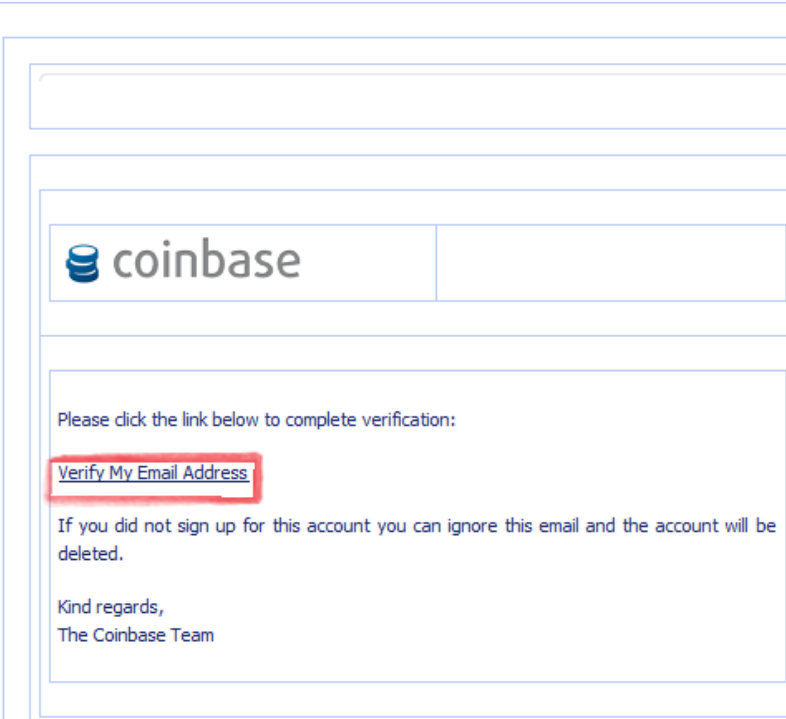 coinbase
Please click the link below to complete verification:
Verify My Email Address
If you did not sign up for this account you can ignore this email and the account will be
deleted.
Kind regards,
The Coinbase Team